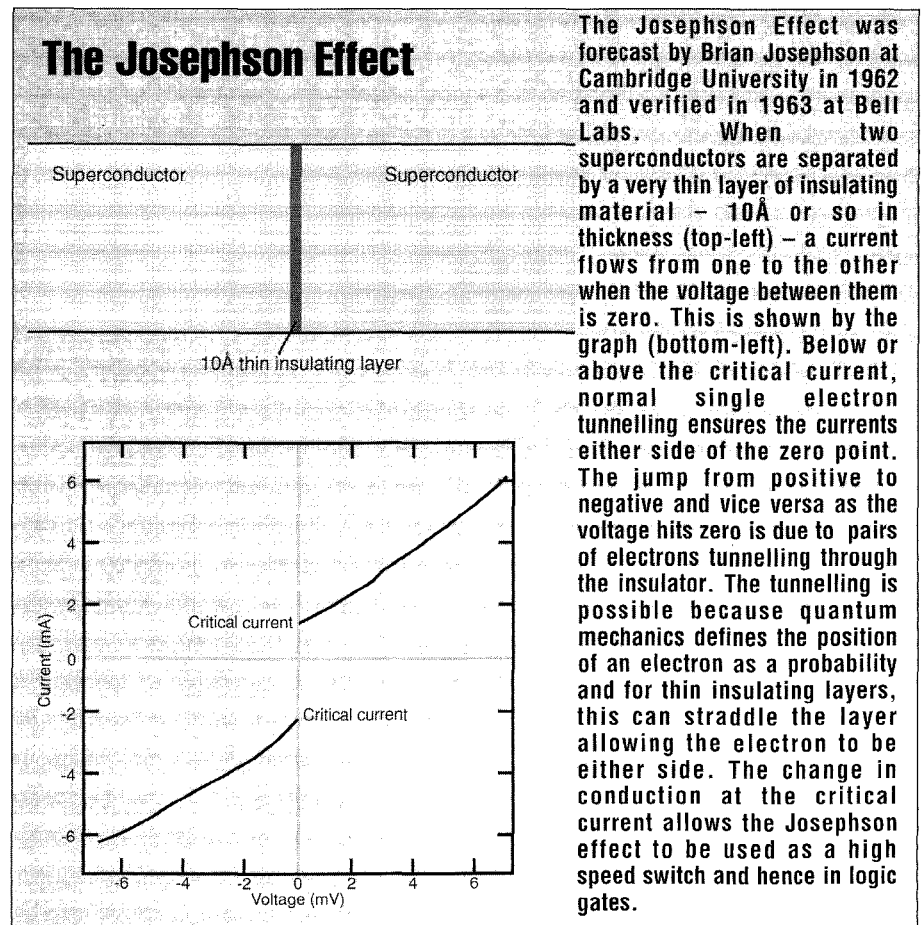 The Josephson Effect
Superconductor
Superconductor
10Å thin insulating layer
6
4
2
0
-2
-4
-6
Current (mA)
Critical current
Critical current
-6
-4
-2
0
2
4
6
Voltage (mV)
The Josephson Effect was
forecast by Brian Josephson at
Cambridge University in 1962
and verified in 1963 at Bell
Labs. When two
superconductors are separated
by a very thin layer of insulating
material – 10Å or so in
thickness (top-left) – a current
flows from one to the other
when the voltage between them
is zero. This is shown by the
graph (bottom-left). Below or
above the critical current,
normal single electron
tunnelling ensures the currents
either side of the zero point.
The jump from positive to
negative and vice versa as the
voltage hits zero is due to pairs
of electrons tunnelling through
the insulator. The tunnelling is
possible because quantum
mechanics defines the position
of an electron as a probability
and for thin insulating layers,
this can straddle the layer
allowing the electron to be
either side. The change in
conduction at the critical
current allows the Josephson
effect to be used as a high
speed switch and hence in logic
gates.